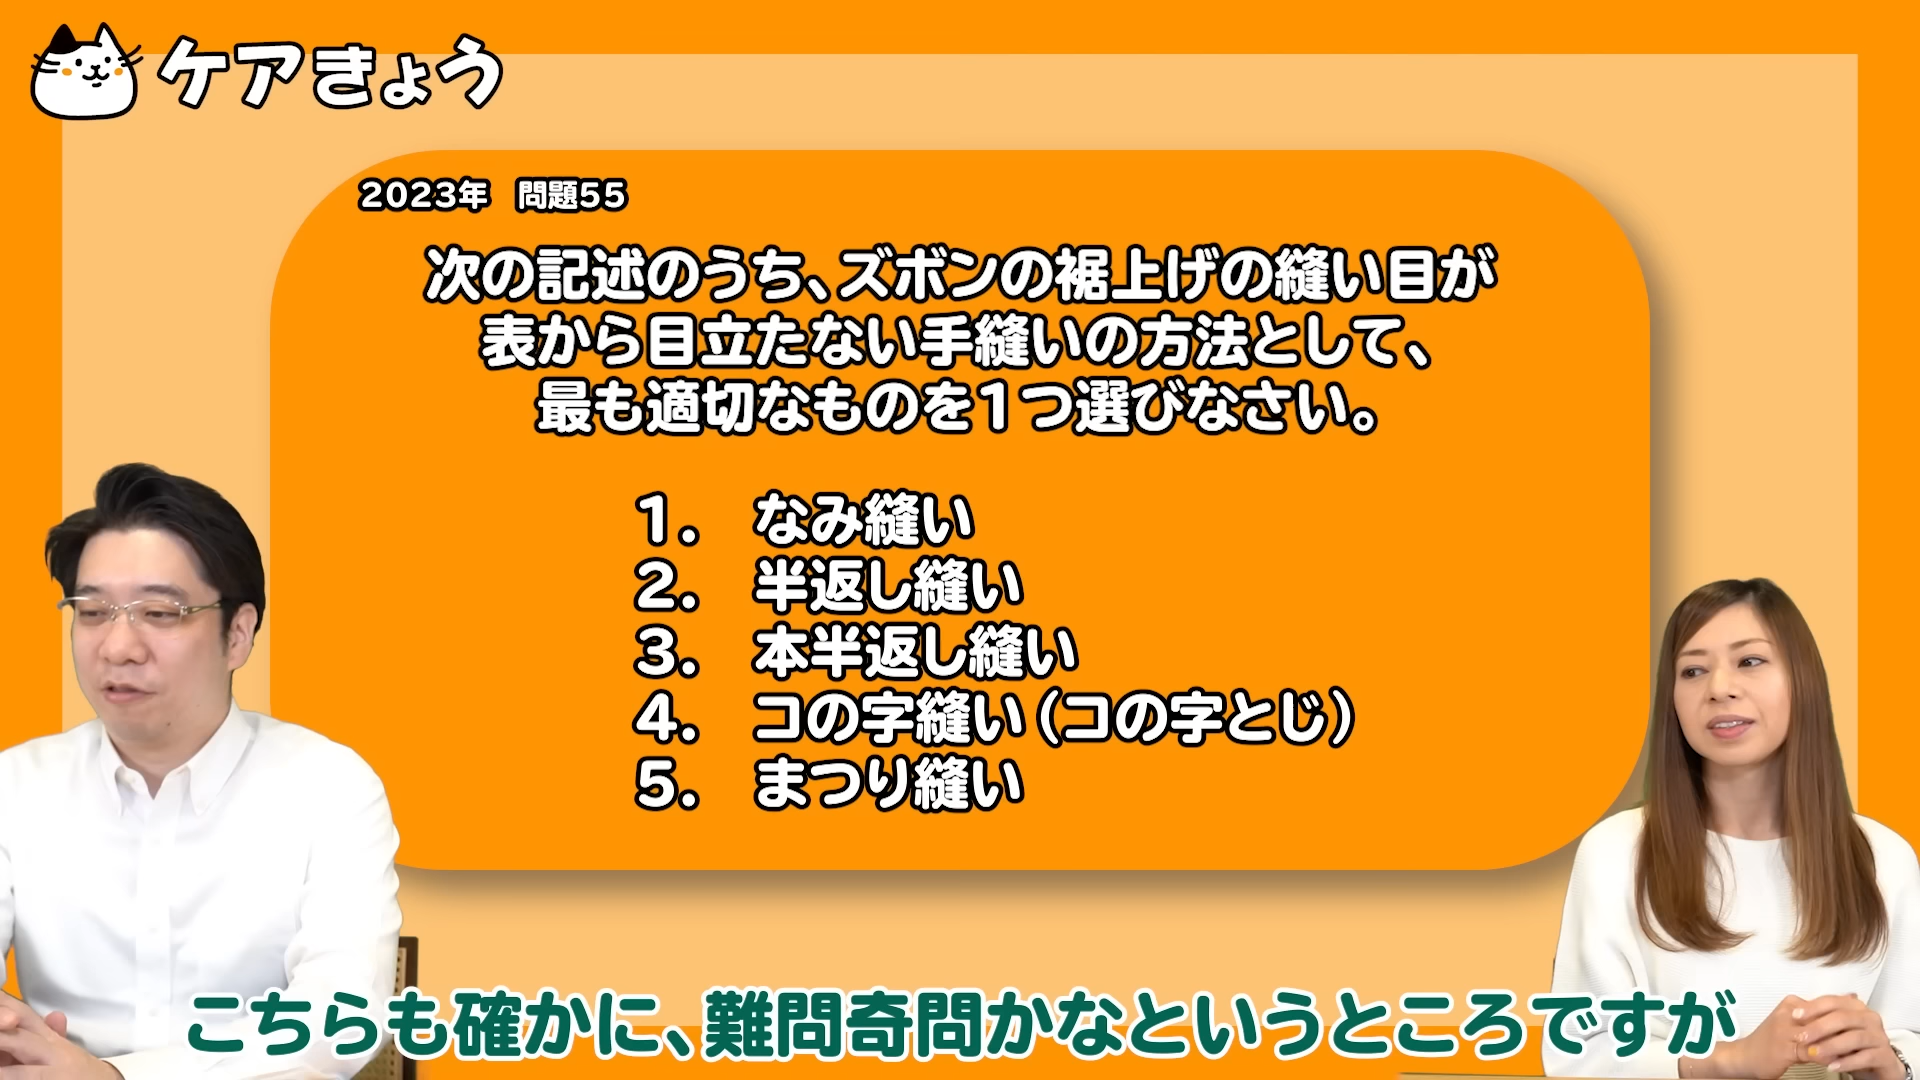 ケアきょう
2023年　問題55
次の記述のうち、ズボンの裾上げの縫い目が
表から目立たない手縫いの方法として、
最も適切なものを1つ選びなさい。
1.　なみ縫い
2.　半返し縫い
3.　本半返し縫い
4.　コの字縫い（コの字とじ）
5.　まつり縫い
こちらも確かに、難問奇問かなというところですが